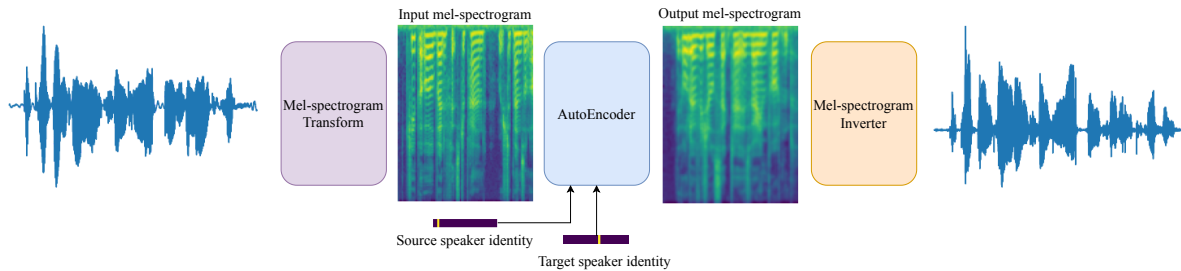 Input mel-spectrogram
Output mel-spectrogram
Mel-spectrogram
Transform
AutoEncoder
Mel-spectrogram
Inverter
Source speaker identity
Target speaker identity